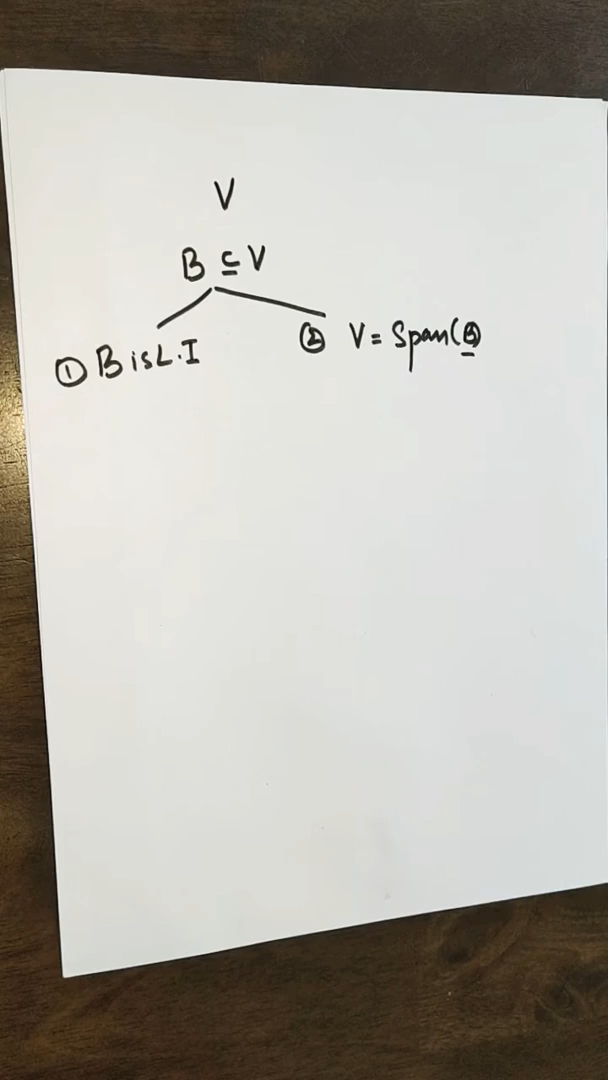 V
B ⊆ V
① B is L.I
② V = Span(B)